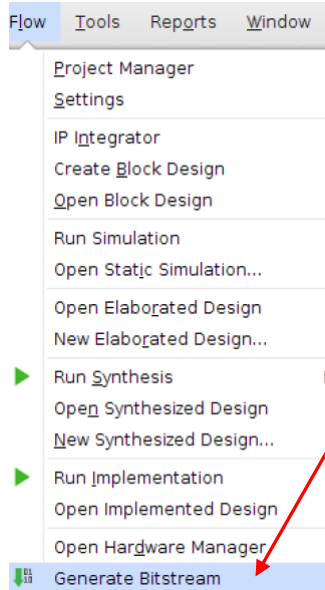 Flow Tools Reports Window
Project Manager
Settings
IP Integrator
Create Block Design
Open Block Design
Run Simulation
Open Static Simulation...
Open Elaborated Design
New Elaborated Design...
Run Synthesis
Open Synthesized Design
New Synthesized Design...
Run Implementation
Open Implemented Design
Open Hardware Manager
Generate Bitstream